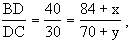 BD/DC = 40/30 = (84 + x)/(70 + y) ,